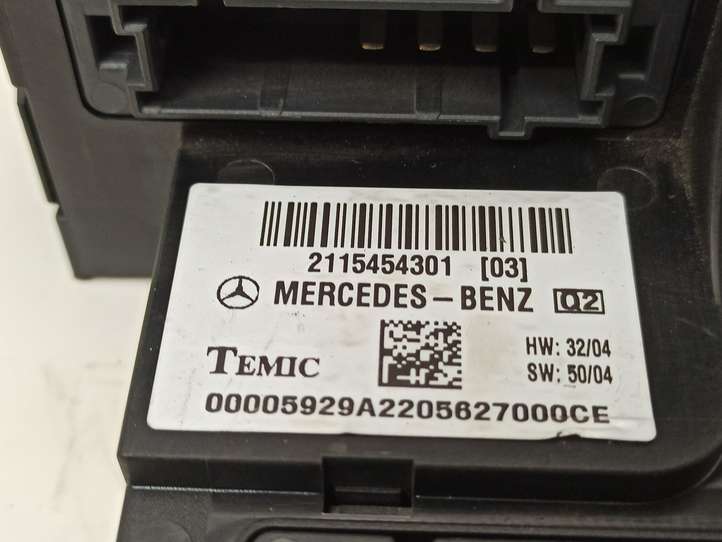 2115454301 [03]
MERCEDES-BENZ Q2
TEMIC
HW: 32/04
SW: 50/04
00005929A2205627000CE